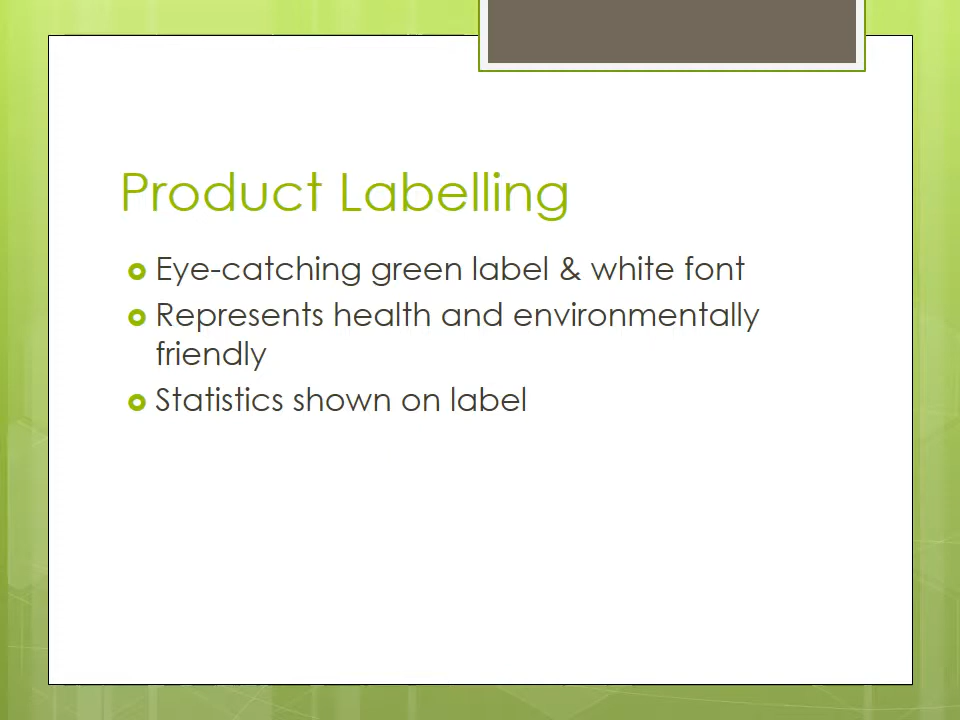 Product Labelling
Eye-catching green label & white font
Represents health and environmentally
friendly
Statistics shown on label